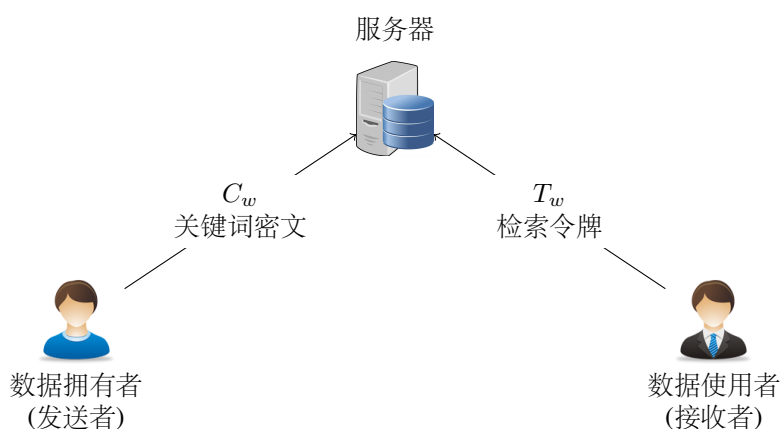 服务器
C_w
关键词密文
T_w
检索令牌
数据拥有者
(发送者)
数据使用者
(接收者)